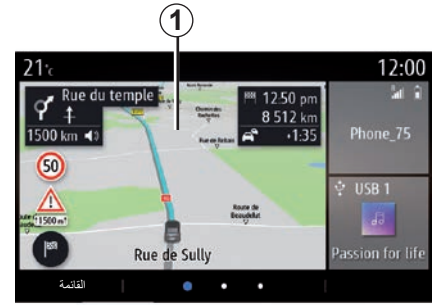 1
21°c
12:00
Rue du temple
1500 km
12:50 pm
8 512 km
+1:35
Phone_75
50
1500 m
Rue de Sully
USB 1
Passion for life
القائمة